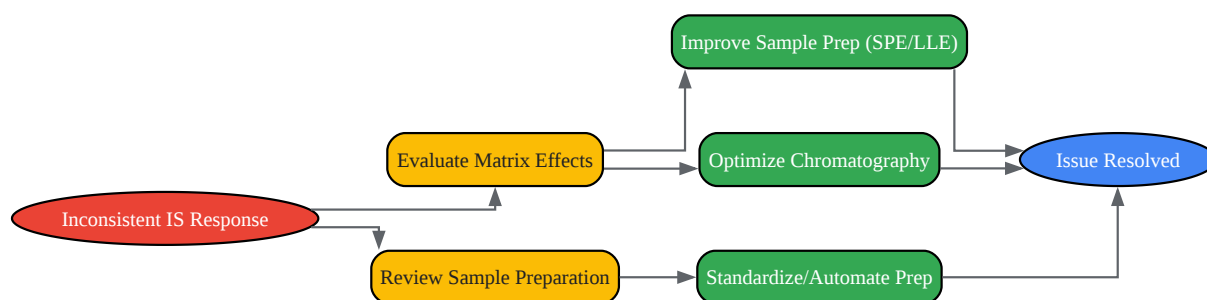 Improve Sample Prep (SPE/LLE)
Evaluate Matrix Effects
Optimize Chromatography
Issue Resolved
Inconsistent IS Response
Review Sample Preparation
Standardize/Automate Prep